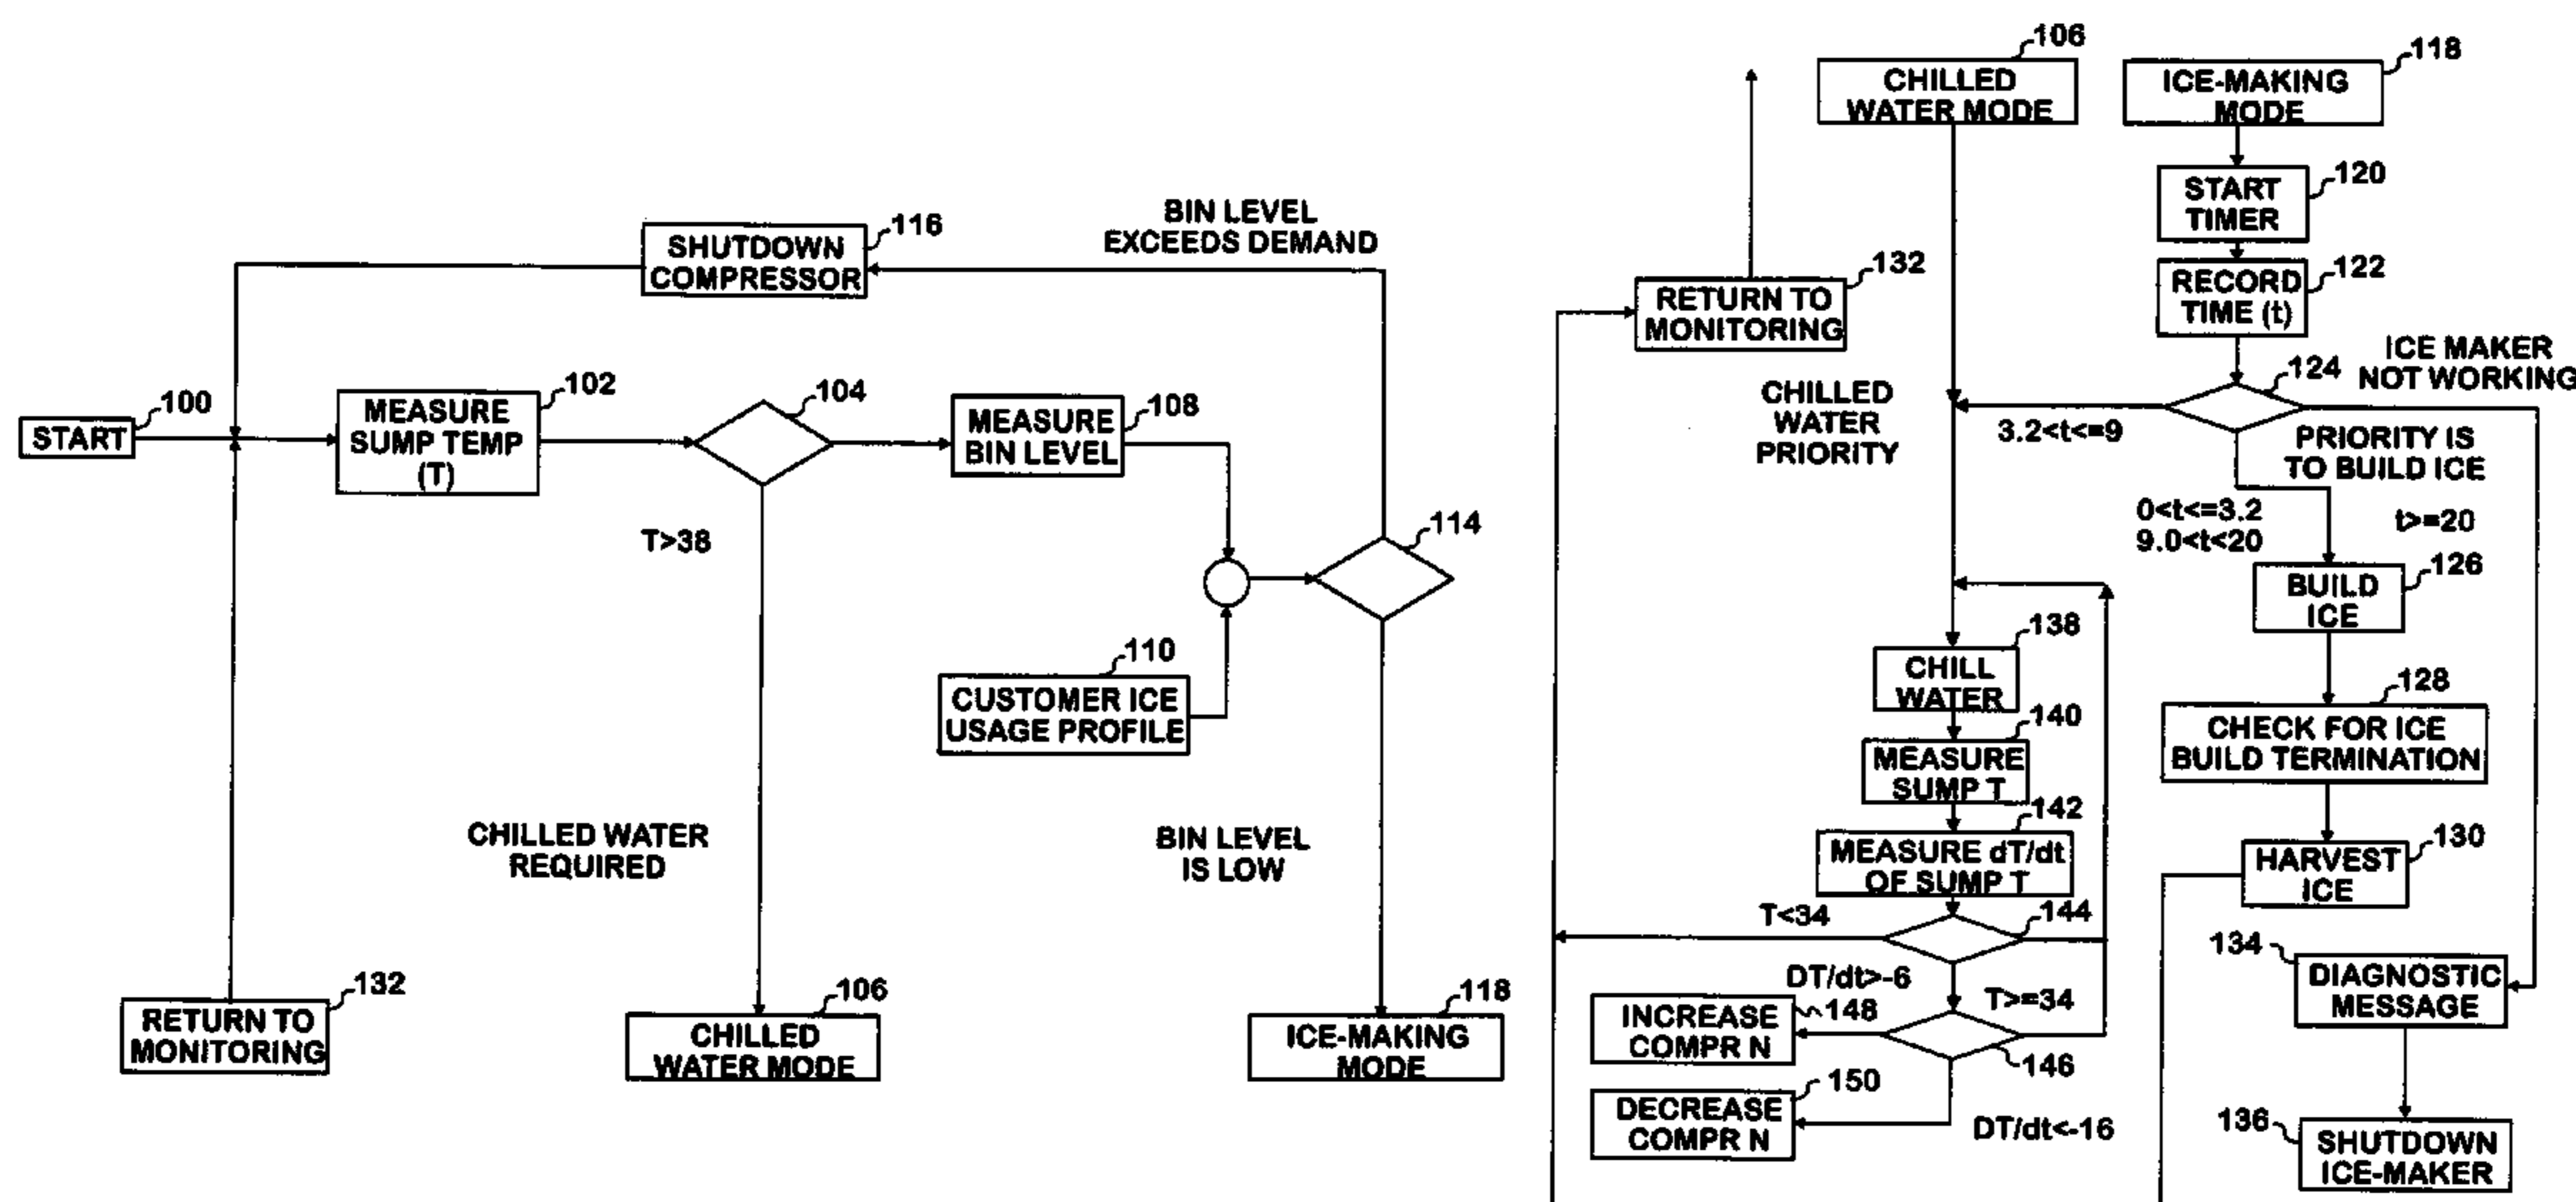 START
100
MEASURE
SUMP TEMP
(T)
102
104
T>38
CHILLED WATER
REQUIRED
RETURN TO
MONITORING
132
CHILLED
WATER MODE
106
SHUTDOWN
COMPRESSOR
116
BIN LEVEL
EXCEEDS DEMAND
MEASURE
BIN LEVEL
108
CUSTOMER ICE
USAGE PROFILE
110
114
BIN LEVEL
IS LOW
ICE-MAKING
MODE
118
RETURN TO
MONITORING
132
CHILLED
WATER MODE
106
CHILLED
WATER
PRIORITY
CHILL
WATER
138
MEASURE
SUMP T
140
MEASURE dT/dt
OF SUMP T
142
T<34
144
DT/dt>-6
T>=34
INCREASE
COMPR N
148
146
DECREASE
COMPR N
150
DT/dt<-16
ICE-MAKING
MODE
118
START
TIMER
120
RECORD
TIME (t)
122
ICE MAKER
NOT WORKING
124
3.2<t<=9
PRIORITY IS
TO BUILD ICE
0<t<=3.2
9.0<t<20
t>=20
BUILD
ICE
126
CHECK FOR ICE
BUILD TERMINATION
128
HARVEST
ICE
130
134
DIAGNOSTIC
MESSAGE
136
SHUTDOWN
ICE-MAKER